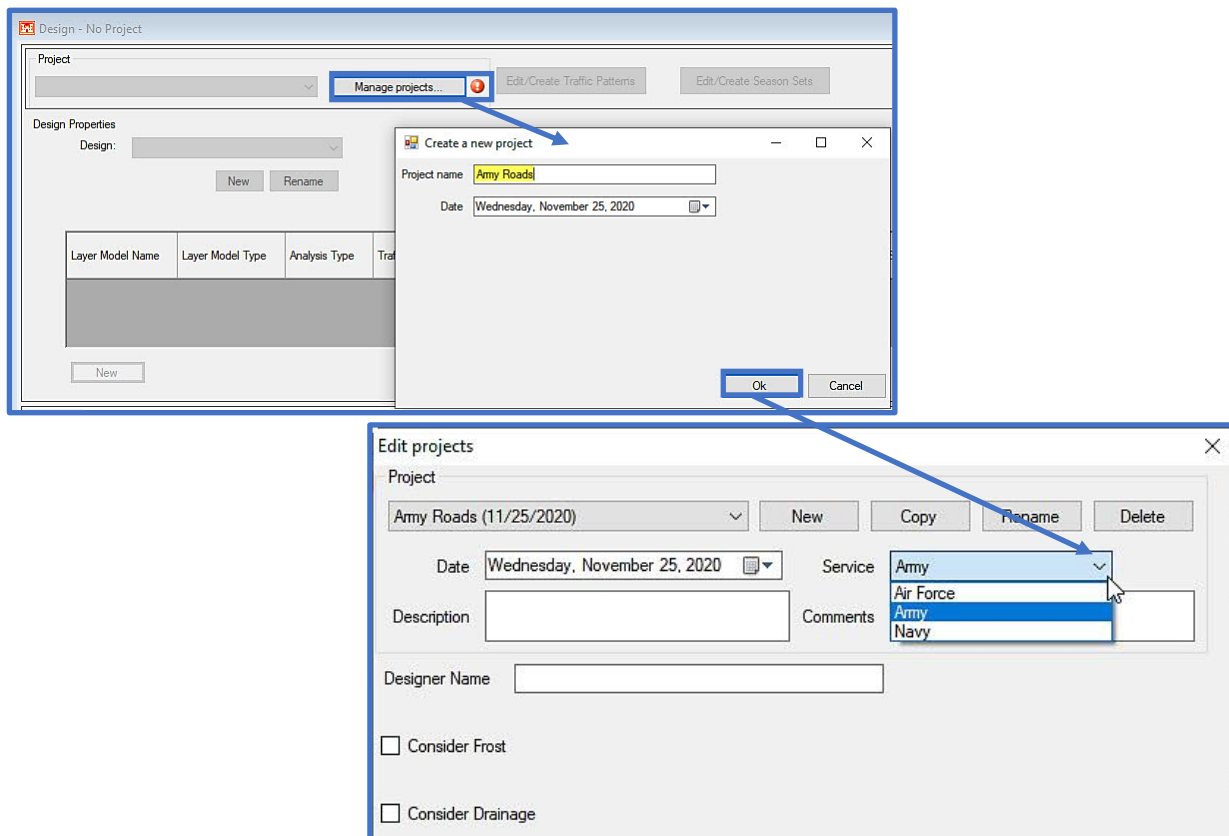 Design - No Project
Project
Manage projects...
Edit/Create Traffic Patterns
Edit/Create Season Sets
Design Properties
Design:
New
Rename
Layer Model Name
Layer Model Type
Analysis Type
Traf
New
Create a new project
Project name
Army Roads
Date
Wednesday, November 25, 2020
Ok
Cancel
Edit projects
Project
Army Roads (11/25/2020)
New
Copy
Rename
Delete
Date
Wednesday, November 25, 2020
Service
Army
Air Force
Army
Navy
Description
Comments
Designer Name
Consider Frost
Consider Drainage